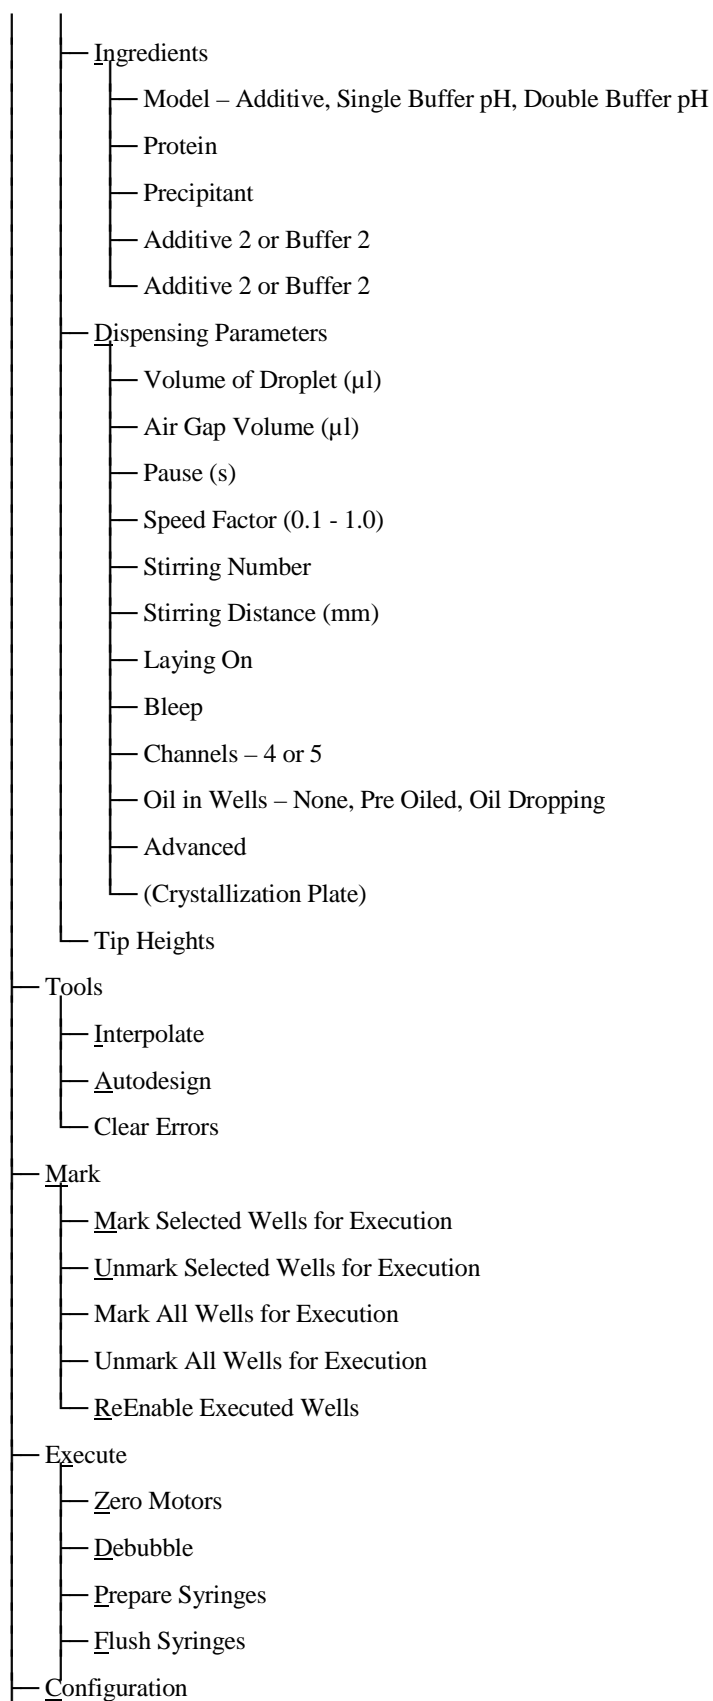 Ingredients
Model – Additive, Single Buffer pH, Double Buffer pH
Protein
Precipitant
Additive 2 or Buffer 2
Additive 2 or Buffer 2
Dispensing Parameters
Volume of Droplet (µl)
Air Gap Volume (µl)
Pause (s)
Speed Factor (0.1 - 1.0)
Stirring Number
Stirring Distance (mm)
Laying On
Bleep
Channels – 4 or 5
Oil in Wells – None, Pre Oiled, Oil Dropping
Advanced
(Crystallization Plate)
Tip Heights
Tools
Interpolate
Autodesign
Clear Errors
Mark
Mark Selected Wells for Execution
Unmark Selected Wells for Execution
Mark All Wells for Execution
Unmark All Wells for Execution
ReEnable Executed Wells
Execute
Zero Motors
Debubble
Prepare Syringes
Flush Syringes
Configuration